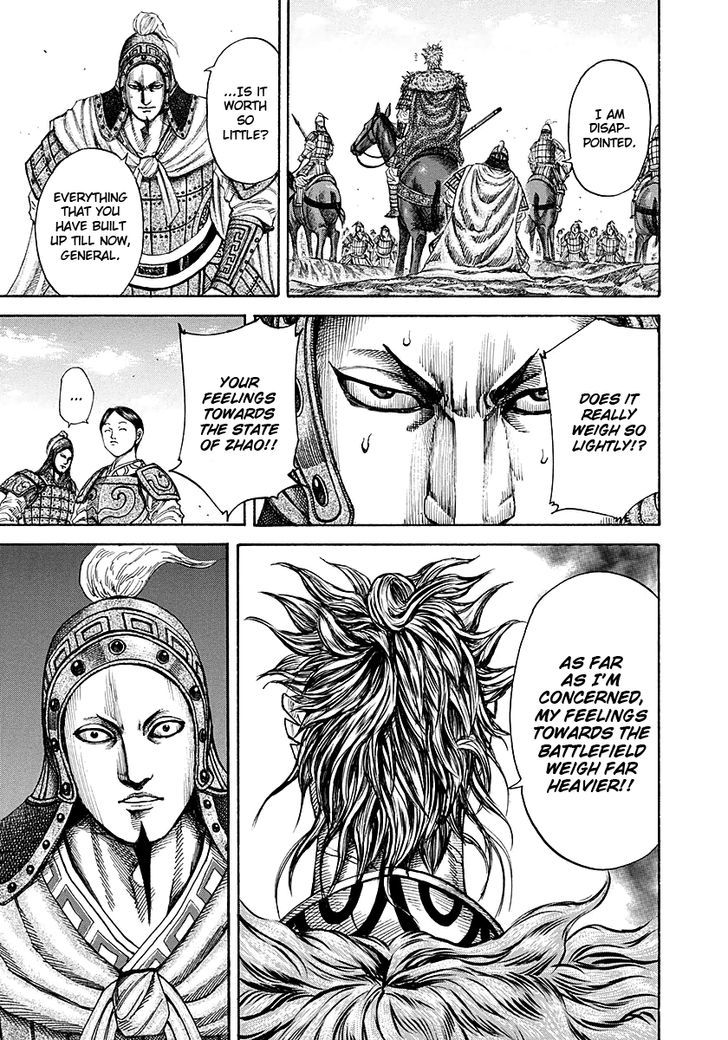 I AM
DISAP-
POINTED.
...IS IT
WORTH
SO
LITTLE?
EVERYTHING
THAT YOU
HAVE BUILT
UP TILL NOW,
GENERAL.
DOES IT
REALLY
WEIGH SO
LIGHTLY!?
YOUR
FEELINGS
TOWARDS
THE STATE
OF ZHAO!!
...
AS FAR
AS I'M
CONCERNED,
MY FEELINGS
TOWARDS THE
BATTLEFIELD
WEIGH FAR
HEAVIER!!